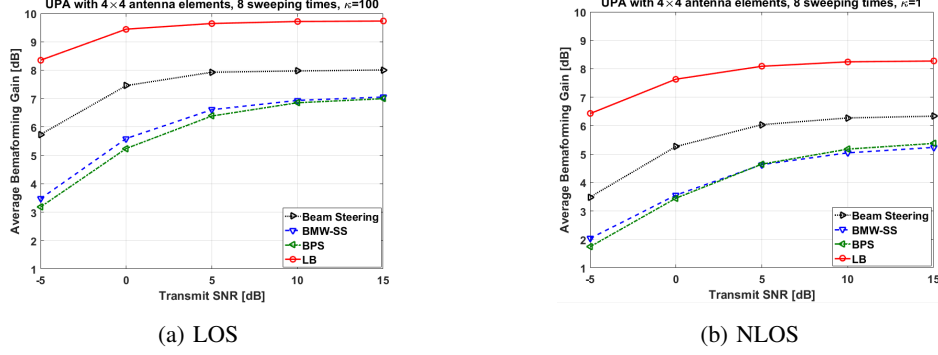 UPA with 4×4 antenna elements, 8 sweeping times, κ=100
Average Bemaforming Gain [dB]
10
9
8
7
6
5
4
3
2
1
-5
0
5
10
15
Transmit SNR [dB]
Beam Steering
BMW-SS
BPS
LB
(a) LOS
UPA with 4×4 antenna elements, 8 sweeping times, κ=1
Average Bemaforming Gain [dB]
10
9
8
7
6
5
4
3
2
1
-5
0
5
10
15
Transmit SNR [dB]
Beam Steering
BMW-SS
BPS
LB
(b) NLOS